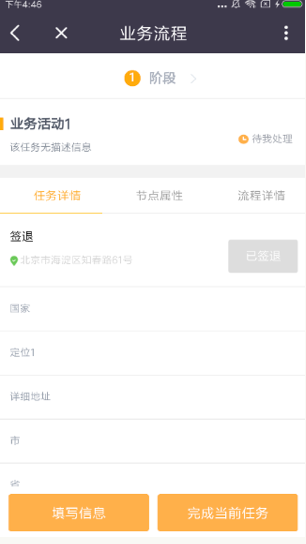 下午4:46
业务流程
1 阶段
业务活动1
该任务无描述信息
待我处理
任务详情 节点属性 流程详情
签退
北京市海淀区知春路61号
已签退
国家
定位1
详细地址
市
省
填写信息 完成当前任务